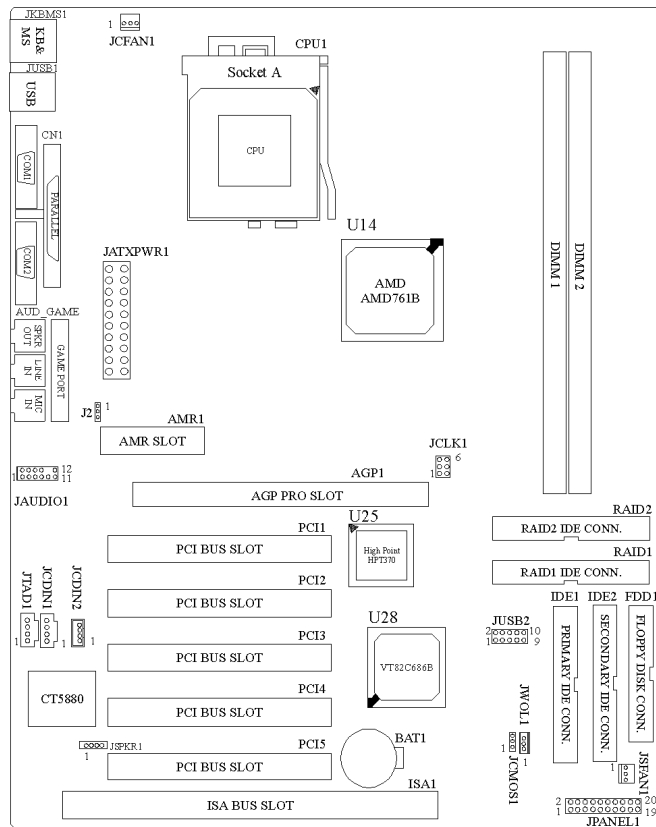 JKBMS1
KB&
MS
1
JCFAN1
CPU1
Socket A
CPU
JUSB1
USB
CN1
COM1
PARALLEL
COM2
U14
AMD
AMD761B
DIMM 1
DIMM 2
JATXPWR1
AUD_GAME
SPKR
OUT
LINE
IN
MIC
IN
GAME PORT
J2
1
AMR1
AMR SLOT
JCLK1
6
1
12
1
11
JAUDIO1
AGP1
AGP PRO SLOT
RAID2
RAID2 IDE CONN.
RAID1
RAID1 IDE CONN.
U25
High Point
HPT370
PCI1
PCI BUS SLOT
PCI2
PCI BUS SLOT
PCI3
PCI BUS SLOT
PCI4
PCI BUS SLOT
PCI5
PCI BUS SLOT
ISA1
ISA BUS SLOT
JTAD1
1
JCDIN1
1
JCDIN2
1
CT5880
JSPKR1
1
U28
VT82C686B
BAT1
JUSB2
2
10
1
9
IDE1
PRIMARY IDE CONN.
IDE2
SECONDARY IDE CONN.
FDD1
FLOPPY DISK CONN.
JWOL1
1
JCMOS1
1
JSFAN1
1
2
20
1
19
JPANEL1